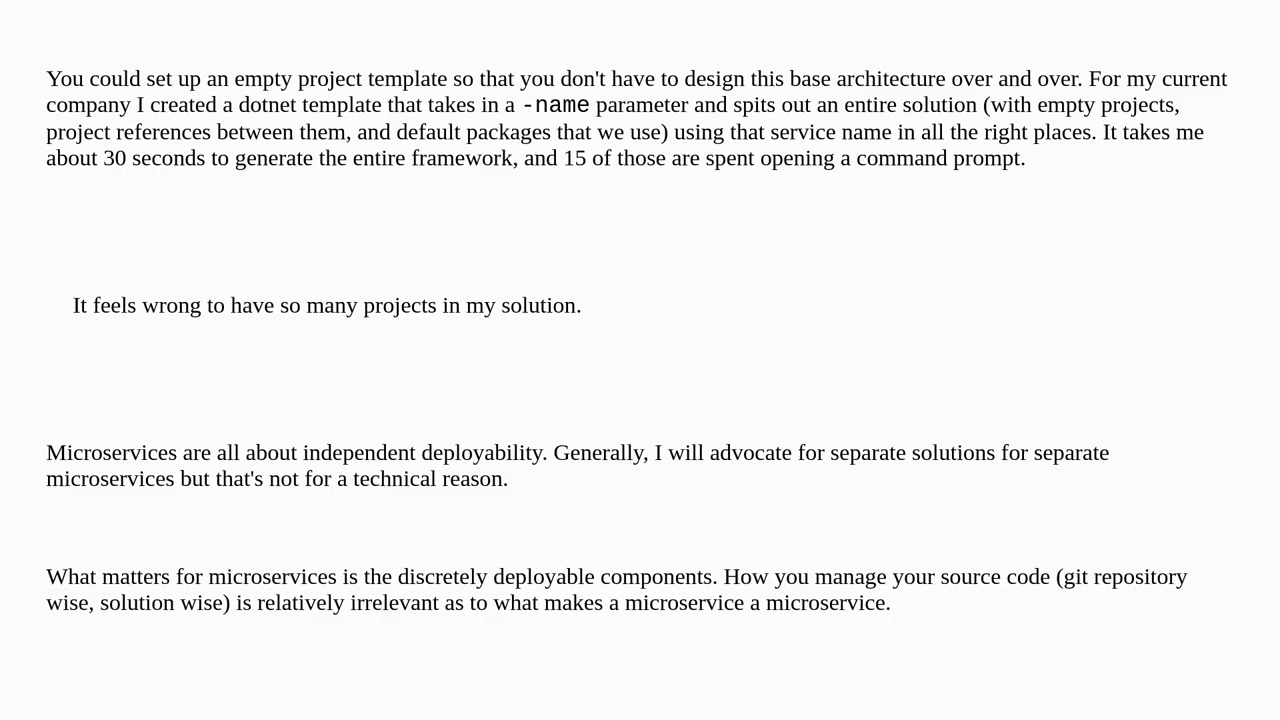 You could set up an empty project template so that you don't have to design this base architecture over and over. For my current
company I created a dotnet template that takes in a -name parameter and spits out an entire solution (with empty projects,
project references between them, and default packages that we use) using that service name in all the right places. It takes me
about 30 seconds to generate the entire framework, and 15 of those are spent opening a command prompt.
It feels wrong to have so many projects in my solution.
Microservices are all about independent deployability. Generally, I will advocate for separate solutions for separate
microservices but that's not for a technical reason.
What matters for microservices is the discretely deployable components. How you manage your source code (git repository
wise, solution wise) is relatively irrelevant as to what makes a microservice a microservice.